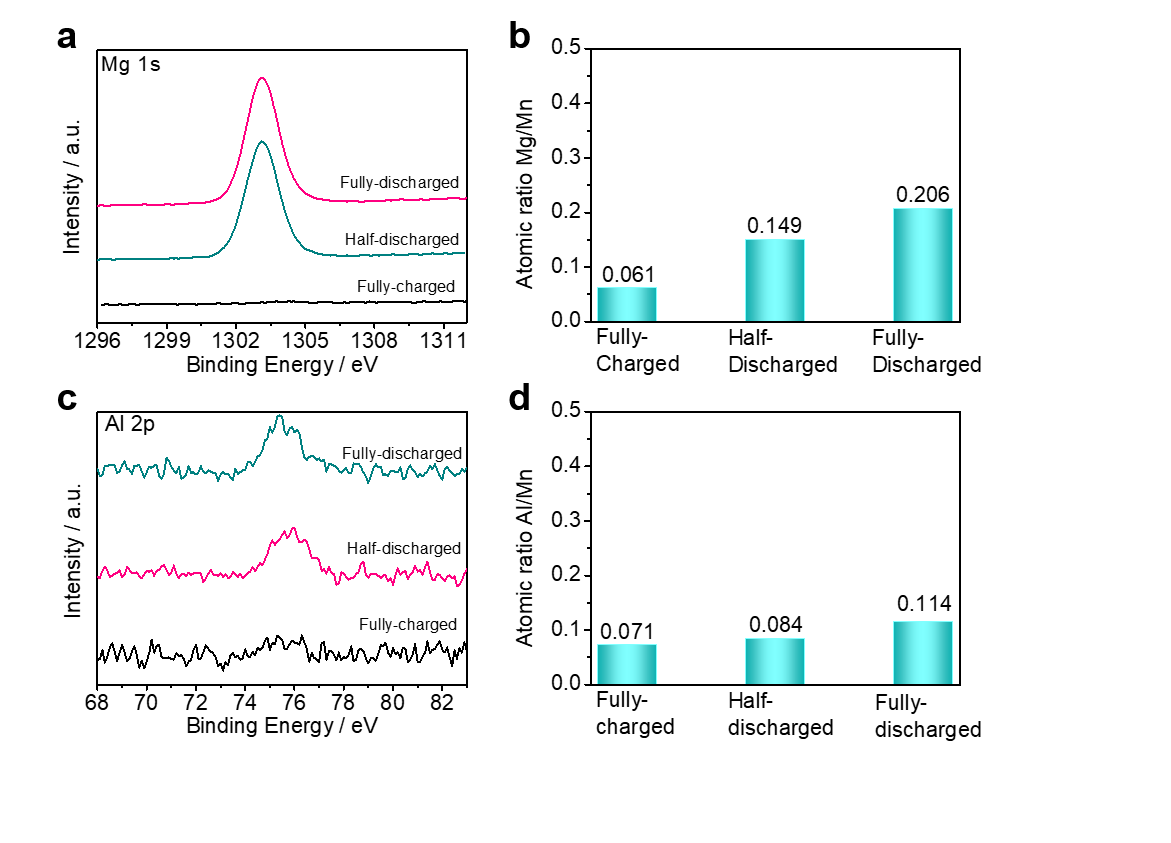 a
Mg 1s
Fully-discharged
Half-discharged
Fully-charged
Intensity / a.u.
1296 1299 1302 1305 1308 1311
Binding Energy / eV
b
0.5
0.4
0.3
0.2
0.1
0.0
Atomic ratio Mg/Mn
0.061
0.149
0.206
Fully-
Charged
Half-
Discharged
Fully-
Discharged
c
Al 2p
Fully-discharged
Half-discharged
Fully-charged
Intensity / a.u.
68 70 72 74 76 78 80 82
Binding Energy / eV
d
0.5
0.4
0.3
0.2
0.1
0.0
Atomic ratio Al/Mn
0.071
0.084
0.114
Fully-
charged
Half-
discharged
Fully-
discharged